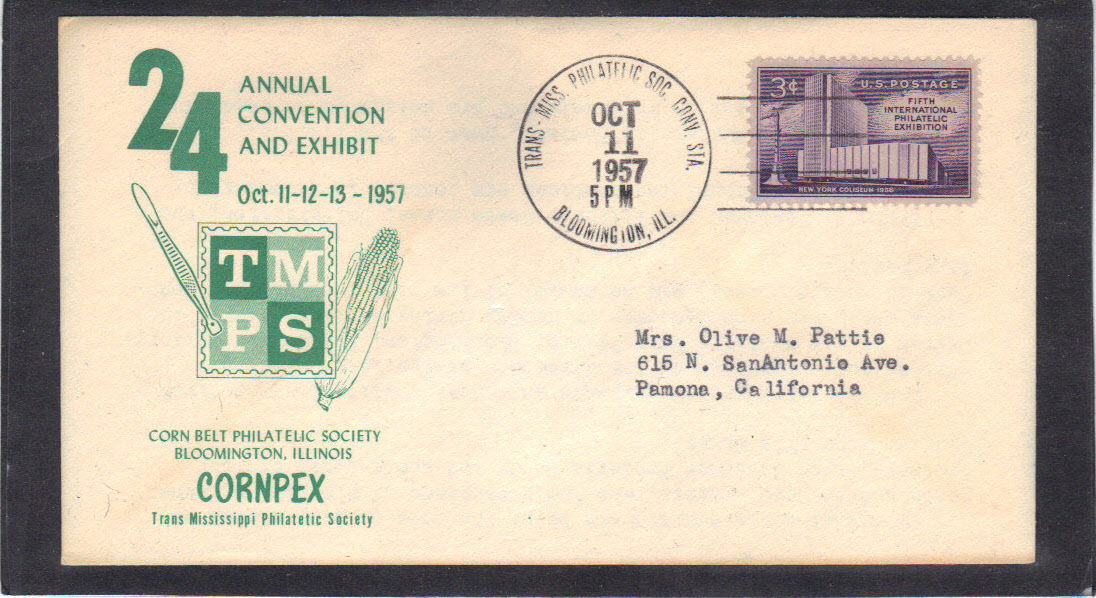 24
ANNUAL
CONVENTION
AND EXHIBIT
Oct. 11-12-13 - 1957
TM
PS
CORN BELT PHILATELIC SOCIETY
BLOOMINGTON, ILLINOIS
CORNPEX
Trans Mississippi Philatetic Society
TRANS-MISS. PHILATELIC SOC. CONV. STA.
OCT
11
1957
5 PM
BLOOMINGTON, ILL.
3¢
U.S. POSTAGE
FIFTH
INTERNATIONAL
PHILATELIC
EXHIBITION
NEW YORK COLISEUM 1956
Mrs. Olive M. Pattie
615 N. SanAntonio Ave.
Pamona, California